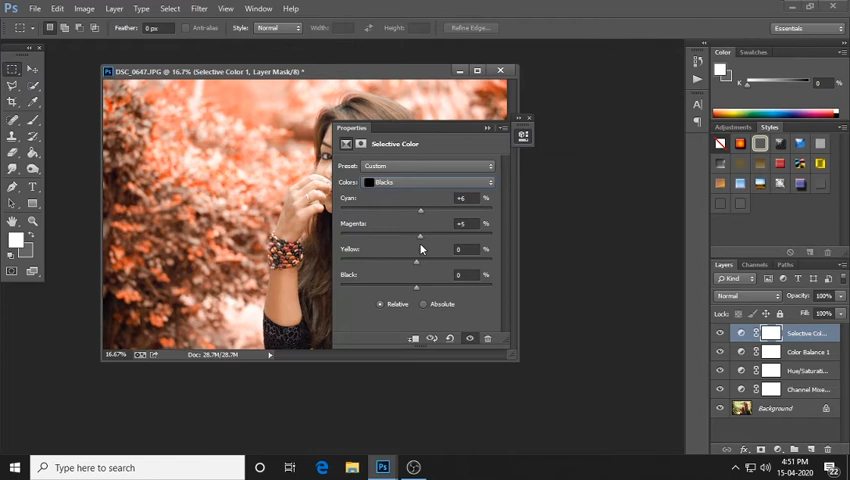 Ps File Edit Image Layer Type Select Filter View Window Help
Feather: 0 px Anti-alias Style: Normal Width: Height: Refine Edge... Essentials
DSC_0647.JPG @ 16.7% (Selective Color 1, Layer Mask/8) *
Color Swatches
K 0 %
Properties
Selective Color
Preset: Custom
Colors: Blacks
Cyan: +6 %
Magenta: +5 %
Yellow: 0 %
Black: 0 %
Relative Absolute
16.67% Doc: 28.7M/28.7M
Adjustments Styles
Layers Channels Paths
Kind
Normal Opacity: 100%
Lock: Fill: 100%
Selective Col...
Color Balance 1
Hue/Saturati...
Channel Mixe...
Background
Type here to search
Ps
4:51 PM
15-04-2020
22